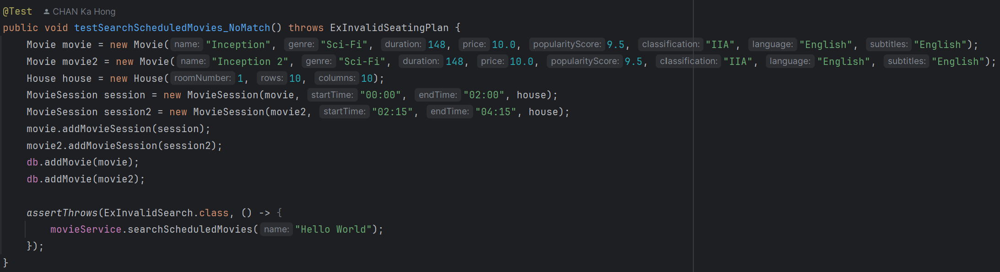 @Test CHAN Ka Hong
public void testSearchScheduledMovies_NoMatch() throws ExInvalidSeatingPlan {
    Movie movie = new Movie( name: "Inception", genre: "Sci-Fi", duration: 148, price: 10.0, popularityScore: 9.5, classification: "IIA", language: "English", subtitles: "English");
    Movie movie2 = new Movie( name: "Inception 2", genre: "Sci-Fi", duration: 148, price: 10.0, popularityScore: 9.5, classification: "IIA", language: "English", subtitles: "English");
    House house = new House( roomNumber: 1, rows: 10, columns: 10);
    MovieSession session = new MovieSession(movie, startTime: "00:00", endTime: "02:00", house);
    MovieSession session2 = new MovieSession(movie2, startTime: "02:15", endTime: "04:15", house);
    movie.addMovieSession(session);
    movie2.addMovieSession(session2);
    db.addMovie(movie);
    db.addMovie(movie2);
    assertThrows(ExInvalidSearch.class, () -> {
        movieService.searchScheduledMovies( name: "Hello World");
    });
}